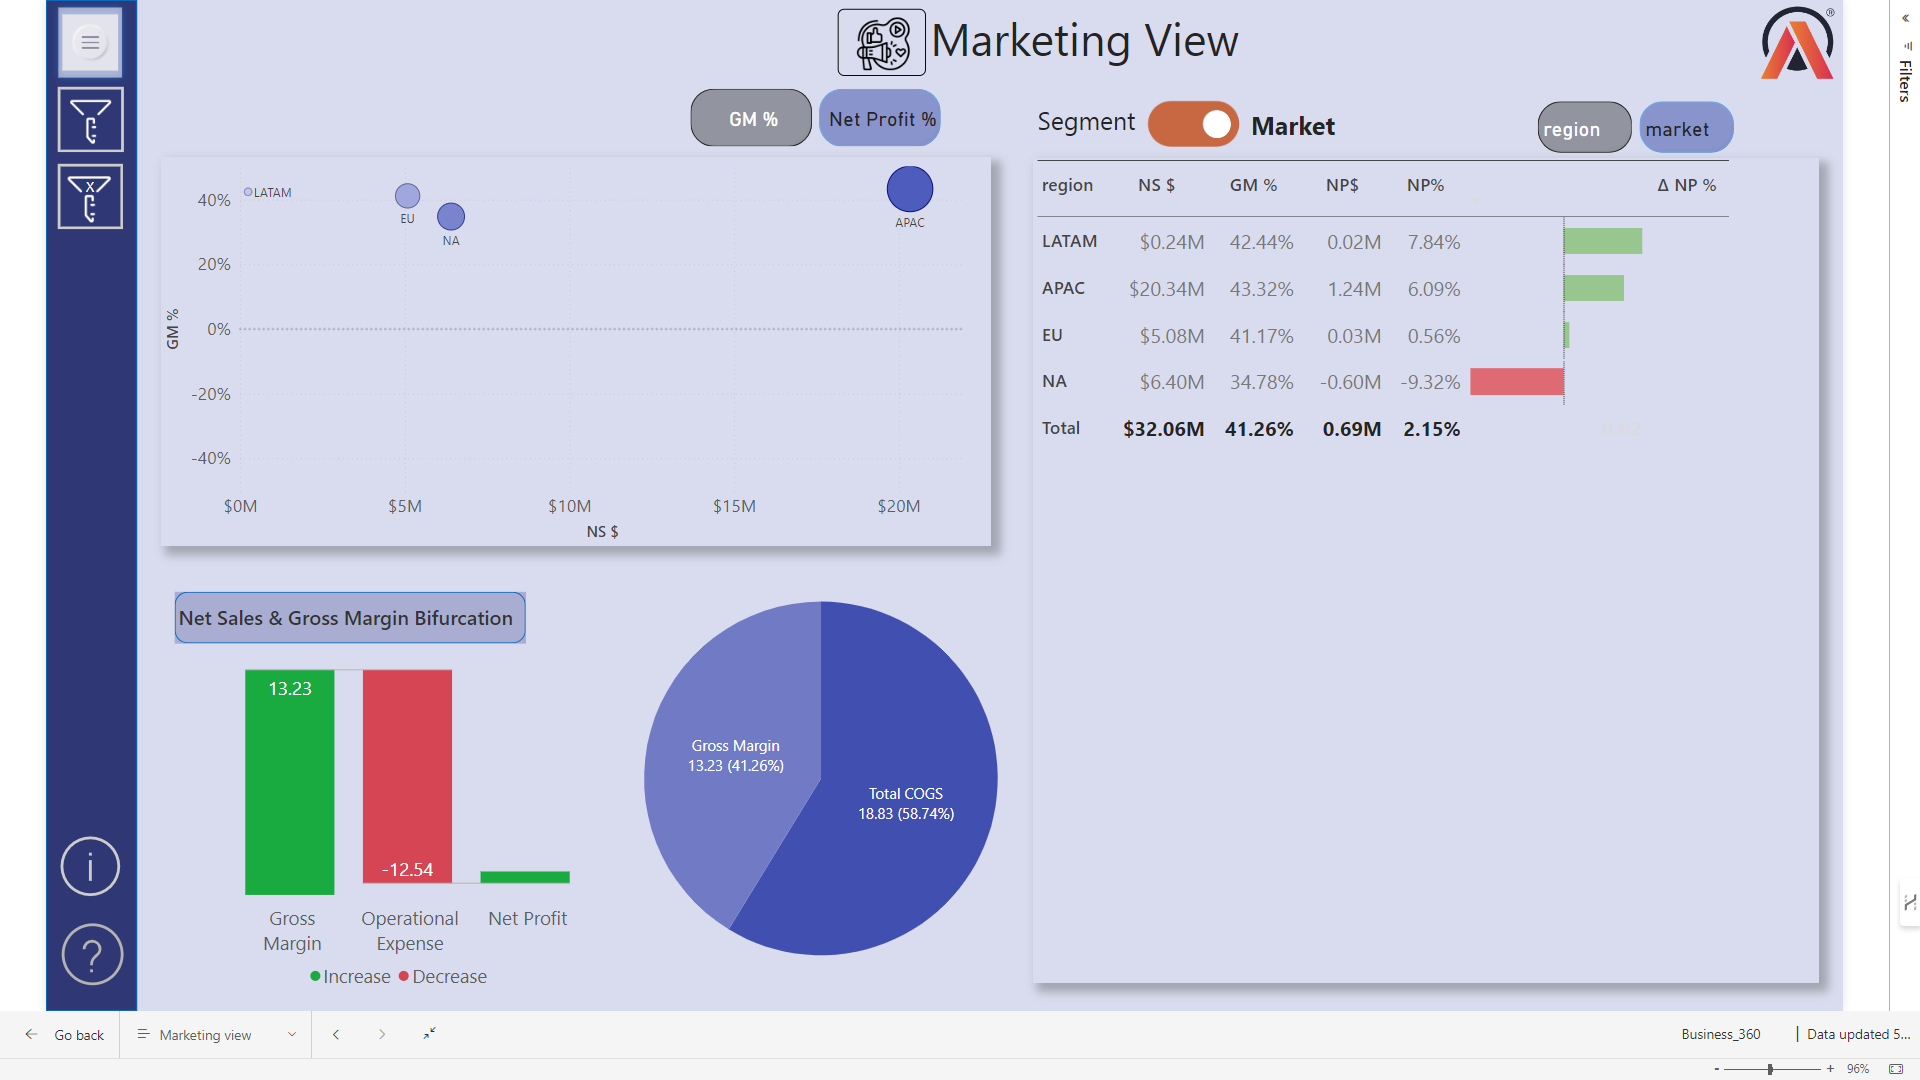 Marketing View
®
«
Filters
GM %
Net Profit %
Segment
Market
region
market
40%
20%
0%
-20%
-40%
GM %
LATAM
EU
NA
APAC
$0M
$5M
$10M
$15M
$20M
NS $
region NS $ GM % NP$ NP% Δ NP %
LATAM $0.24M 42.44% 0.02M 7.84%
APAC $20.34M 43.32% 1.24M 6.09%
EU $5.08M 41.17% 0.03M 0.56%
NA $6.40M 34.78% -0.60M -9.32%
Total $32.06M 41.26% 0.69M 2.15%
X
i
?
Net Sales & Gross Margin Bifurcation
13.23
-12.54
Gross
Margin
Operational
Expense
Net Profit
Increase Decrease
Gross Margin
13.23 (41.26%)
Total COGS
18.83 (58.74%)
Go back
Marketing view
Business_360 | Data updated 5...
- + 96%